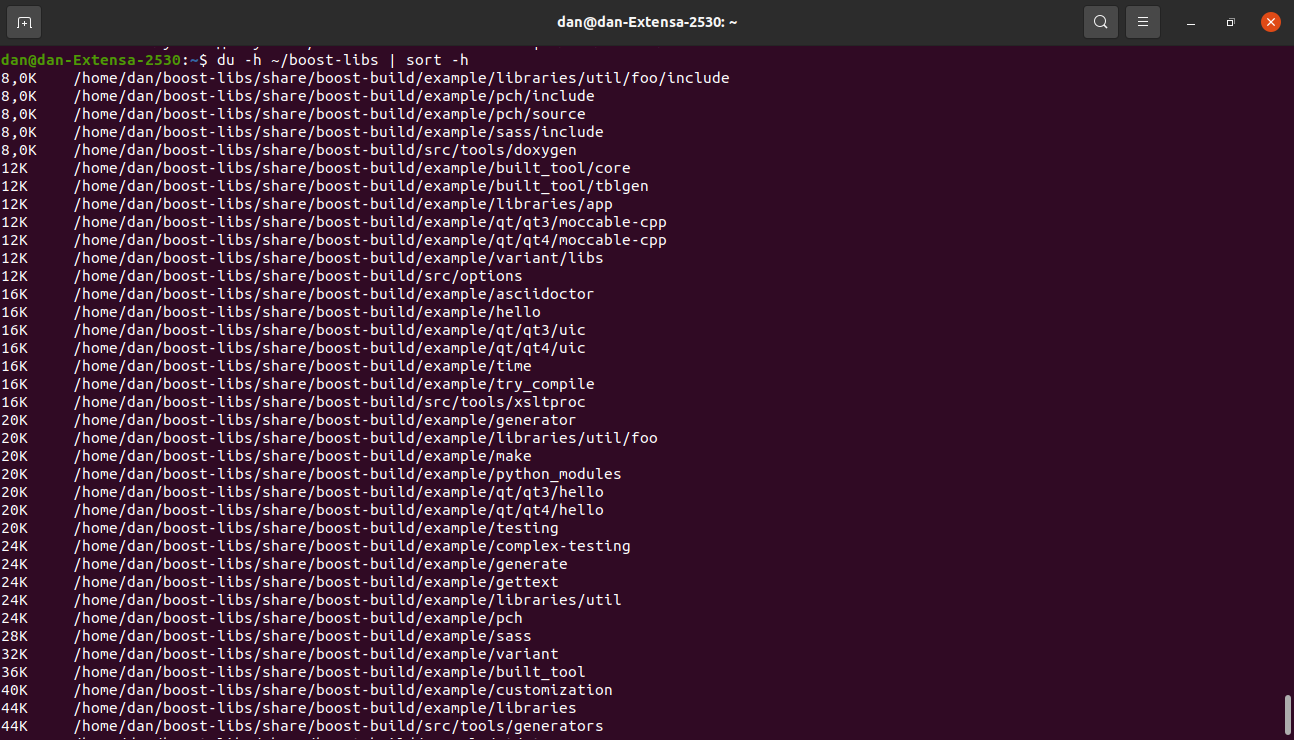 dan@dan-Extensa-2530: ~
dan@dan-Extensa-2530:~$ du -h ~/boost-libs | sort -h
8,0K /home/dan/boost-libs/share/boost-build/example/libraries/util/foo/include
8,0K /home/dan/boost-libs/share/boost-build/example/pch/include
8,0K /home/dan/boost-libs/share/boost-build/example/pch/source
8,0K /home/dan/boost-libs/share/boost-build/example/sass/include
8,0K /home/dan/boost-libs/share/boost-build/src/tools/doxygen
12K /home/dan/boost-libs/share/boost-build/example/built_tool/core
12K /home/dan/boost-libs/share/boost-build/example/built_tool/tblgen
12K /home/dan/boost-libs/share/boost-build/example/libraries/app
12K /home/dan/boost-libs/share/boost-build/example/qt/qt3/moccable-cpp
12K /home/dan/boost-libs/share/boost-build/example/qt/qt4/moccable-cpp
12K /home/dan/boost-libs/share/boost-build/example/variant/libs
12K /home/dan/boost-libs/share/boost-build/src/options
16K /home/dan/boost-libs/share/boost-build/example/asciidoctor
16K /home/dan/boost-libs/share/boost-build/example/hello
16K /home/dan/boost-libs/share/boost-build/example/qt/qt3/uic
16K /home/dan/boost-libs/share/boost-build/example/qt/qt4/uic
16K /home/dan/boost-libs/share/boost-build/example/time
16K /home/dan/boost-libs/share/boost-build/example/try_compile
16K /home/dan/boost-libs/share/boost-build/src/tools/xsltproc
20K /home/dan/boost-libs/share/boost-build/example/generator
20K /home/dan/boost-libs/share/boost-build/example/libraries/util/foo
20K /home/dan/boost-libs/share/boost-build/example/make
20K /home/dan/boost-libs/share/boost-build/example/python_modules
20K /home/dan/boost-libs/share/boost-build/example/qt/qt3/hello
20K /home/dan/boost-libs/share/boost-build/example/qt/qt4/hello
20K /home/dan/boost-libs/share/boost-build/example/testing
24K /home/dan/boost-libs/share/boost-build/example/complex-testing
24K /home/dan/boost-libs/share/boost-build/example/generate
24K /home/dan/boost-libs/share/boost-build/example/gettext
24K /home/dan/boost-libs/share/boost-build/example/libraries/util
24K /home/dan/boost-libs/share/boost-build/example/pch
28K /home/dan/boost-libs/share/boost-build/example/sass
32K /home/dan/boost-libs/share/boost-build/example/variant
36K /home/dan/boost-libs/share/boost-build/example/built_tool
40K /home/dan/boost-libs/share/boost-build/example/customization
44K /home/dan/boost-libs/share/boost-build/example/libraries
44K /home/dan/boost-libs/share/boost-build/src/tools/generators